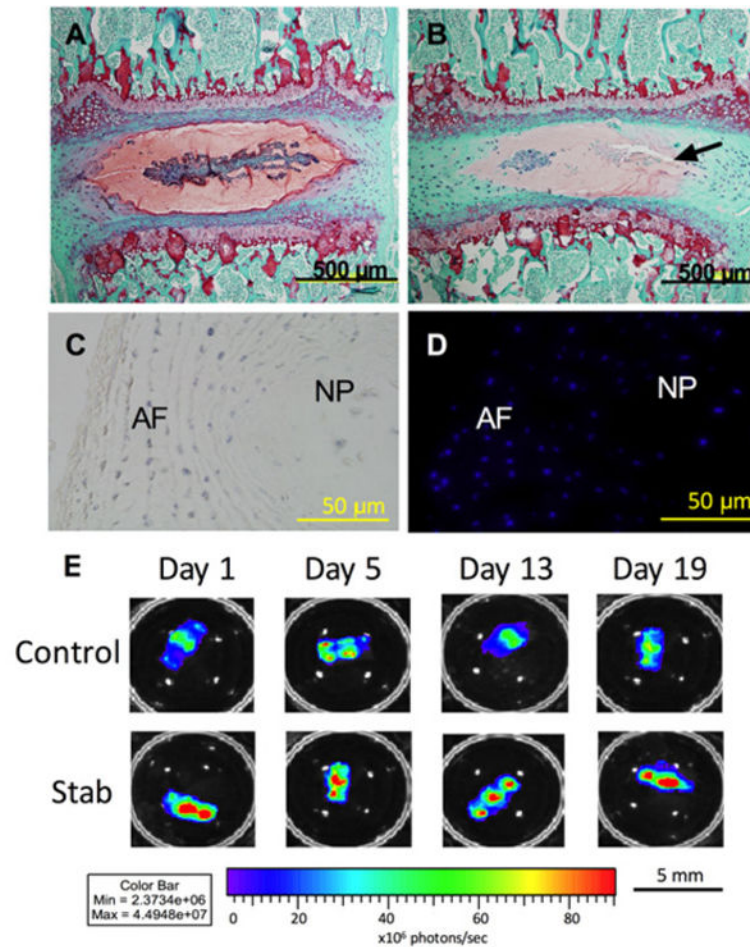 A
B
500 µm
500 µm
C
AF
NP
50 µm
D
AF
NP
50 µm
E
Day 1
Day 5
Day 13
Day 19
Control
Stab
Color Bar
Min = 2.3734e+06
Max = 4.4948e+07
0 20 40 60 80
x10⁶ photons/sec
5 mm